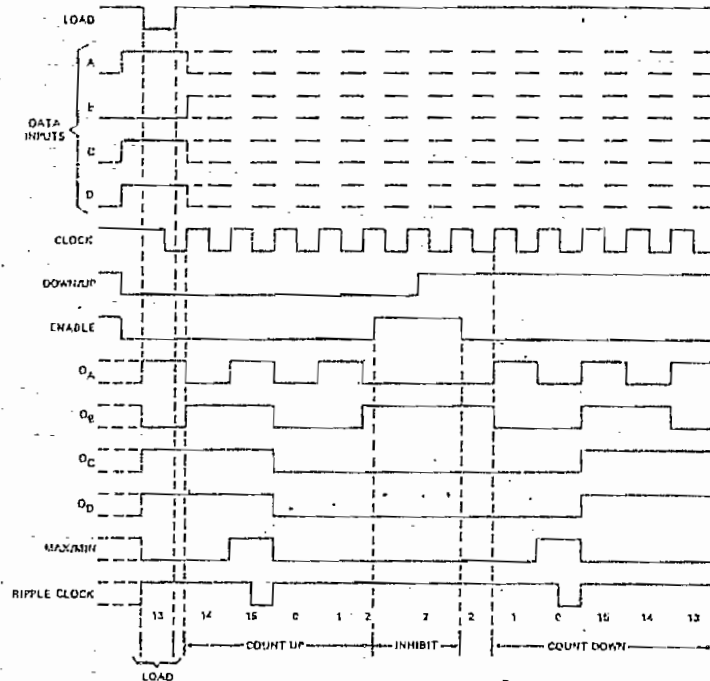 LOAD
A
B
DATA
INPUTS
C
D
CLOCK
DOWN/UP
ENABLE
QA
QB
QC
QD
MAX/MIN
RIPPLE CLOCK
13 14 15 0 1 2 2 2 1 0 15 14 13
COUNT UP INHIBIT COUNT DOWN
LOAD